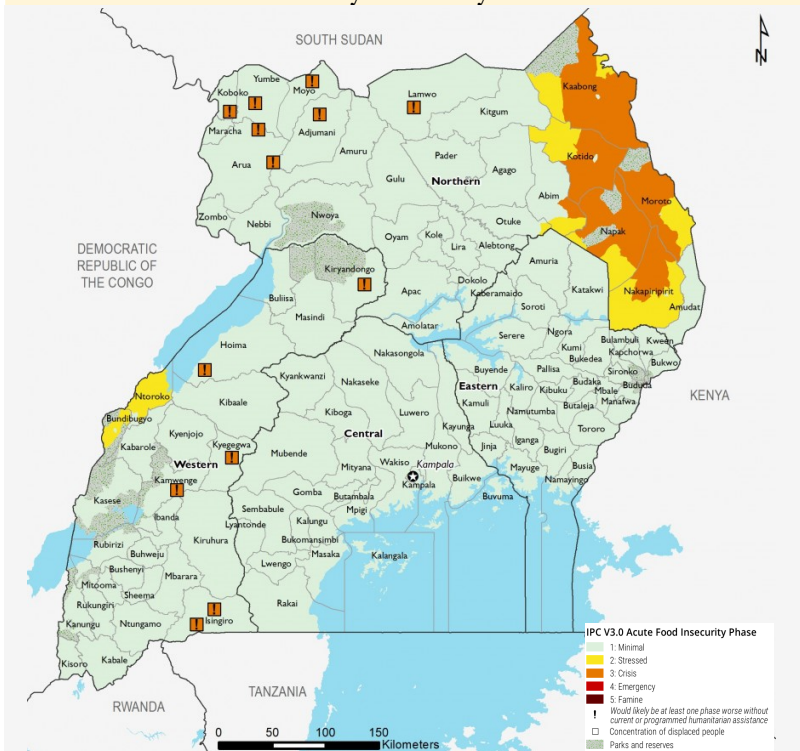 SOUTH SUDAN
N
Yumbe
Koboko
Moyo
Lamwo
Kaabong
Kitgum
Maracha
Adjumani
Amuru
Arua
Pader
Kotido
Agago
Gulu
Northern
Abim
Moroto
Zombo
Nebbi
Nwoya
Otuke
Napak
Oyam
Kole
Lira
Alebtong
DEMOCRATIC
REPUBLIC OF
THE CONGO
Kiryandongo
Amuria
Dokolo
Katakwi
Nakapiripirit
Buliisa
Apac
Kaberamaido
Amudat
Masindi
Soroti
Amolatar
Hoima
Serere
Ngora
Bulambuli
Kween
Nakasongola
Kumi
Kapchorwa
Bukedea
Bukwo
Kyankwanzi
Buyende
Pallisa
Sironko
Nakaseke
Eastern
Kaliro
Kibuku
Budaka
Mbale
Bududa
KENYA
Ntoroko
Kibaale
Kamuli
Namutumba
Butaleja
Manafwa
Bundibugyo
Kiboga
Luwero
Kayunga
Luuka
Tororo
Kyenjojo
Central
Iganga
Kabarole
Kyegegwa
Mukono
Jinja
Bugiri
Western
Mubende
Mityana
Wakiso
Kampala
Mayuge
Busia
Kamwenge
Kampala
Buikwe
Namayingo
Kasese
Gomba
Butambala
Buvuma
Ibanda
Sembabule
Mpigi
Lyantonde
Kalungu
Rubirizi
Kiruhura
Bukomansimbi
Buhweju
Masaka
Kalangala
Bushenyi
Lwengo
Mitooma
Mbarara
Sheema
Rukungiri
Rakai
Kanungu
Ntungamo
Isingiro
Kisoro
Kabale
TANZANIA
RWANDA
0 50 100 150
Kilometers
IPC V3.0 Acute Food Insecurity Phase
1: Minimal
2: Stressed
3: Crisis
4: Emergency
5: Famine
! Would likely be at least one phase worse without
current or programmed humanitarian assistance
Concentration of displaced people
Parks and reserves